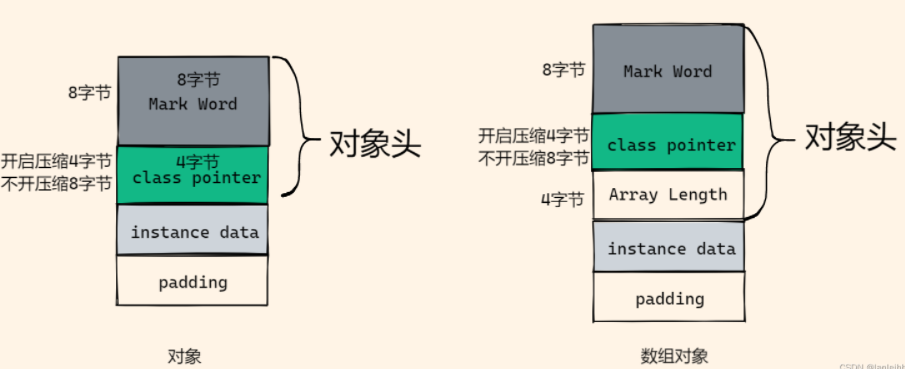 8字节
8字节
Mark Word
开启压缩4字节
不开压缩8字节
4字节
class pointer
对象头
instance data
padding
对象
8字节
Mark Word
开启压缩4字节
不开压缩8字节
class pointer
对象头
4字节
Array Length
instance data
padding
数组对象